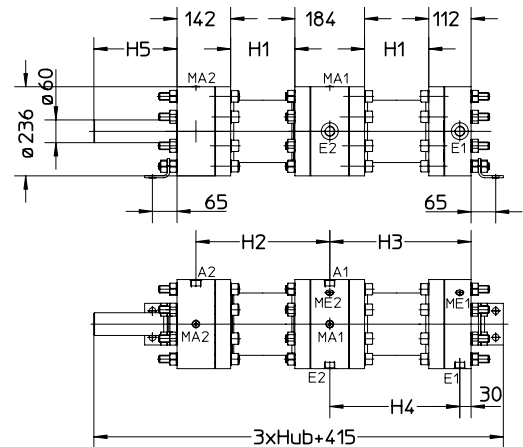 142 184 112
H5 H1 H1
ø60
ø236
MA2 MA1
E2 E1
65 65
H2 H3
A2 A1
ME2 ME1
MA2 MA1
E2 E1
30
H4
3xHub+415